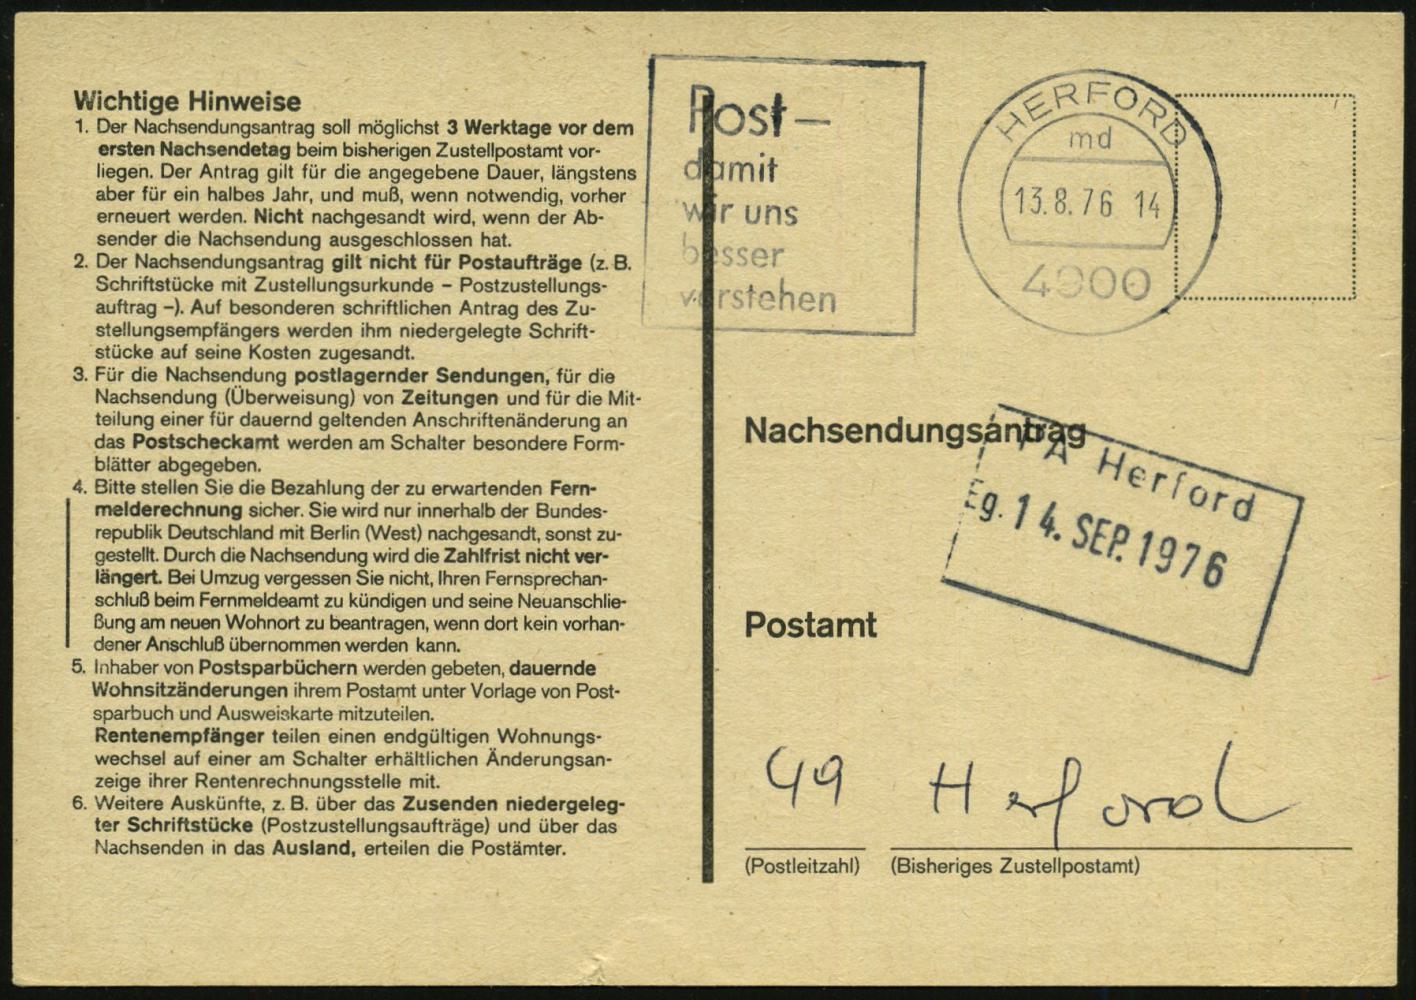 Wichtige Hinweise
1. Der Nachsendungsantrag soll möglichst 3 Werktage vor dem
ersten Nachsendetag beim bisherigen Zustellpostamt vor-
liegen. Der Antrag gilt für die angegebene Dauer, längstens
aber für ein halbes Jahr, und muß, wenn notwendig, vorher
erneuert werden. Nicht nachgesandt wird, wenn der Ab-
sender die Nachsendung ausgeschlossen hat.
2. Der Nachsendungsantrag gilt nicht für Postaufträge (z. B.
Schriftstücke mit Zustellungsurkunde – Postzustellungs-
auftrag –). Auf besonderen schriftlichen Antrag des Zu-
stellungsempfängers werden ihm niedergelegte Schrift-
stücke auf seine Kosten zugesandt.
3. Für die Nachsendung postlagernder Sendungen, für die
Nachsendung (Überweisung) von Zeitungen und für die Mit-
teilung einer für dauernd geltenden Anschriftenänderung an
das Postscheckamt werden am Schalter besondere Form-
blätter abgegeben.
4. Bitte stellen Sie die Bezahlung der zu erwartenden Fern-
melderechnung sicher. Sie wird nur innerhalb der Bundes-
republik Deutschland mit Berlin (West) nachgesandt, sonst zu-
gestellt. Durch die Nachsendung wird die Zahlfrist nicht ver-
längert. Bei Umzug vergessen Sie nicht, Ihren Fernsprechan-
schluß beim Fernmeldeamt zu kündigen und seine Neuanschlie-
ßung am neuen Wohnort zu beantragen, wenn dort kein vorhan-
dener Anschluß übernommen werden kann.
5. Inhaber von Postsparbüchern werden gebeten, dauernde
Wohnsitzänderungen ihrem Postamt unter Vorlage von Post-
sparbuch und Ausweiskarte mitzuteilen.
Rentenempfänger teilen einen endgültigen Wohnungs-
wechsel auf einer am Schalter erhältlichen Änderungsan-
zeige ihrer Rentenrechnungsstelle mit.
6. Weitere Auskünfte, z. B. über das Zusenden niedergeleg-
ter Schriftstücke (Postzustellungsaufträge) und über das
Nachsenden in das Ausland, erteilen die Postämter.
Post –
damit
wir uns
besser
verstehen
HERFORD
md
13.8.76 14
4900
Nachsendungsantrag
PA Herford
Eg. 14. SEP. 1976
Postamt
49 Herford
(Postleitzahl) (Bisheriges Zustellpostamt)